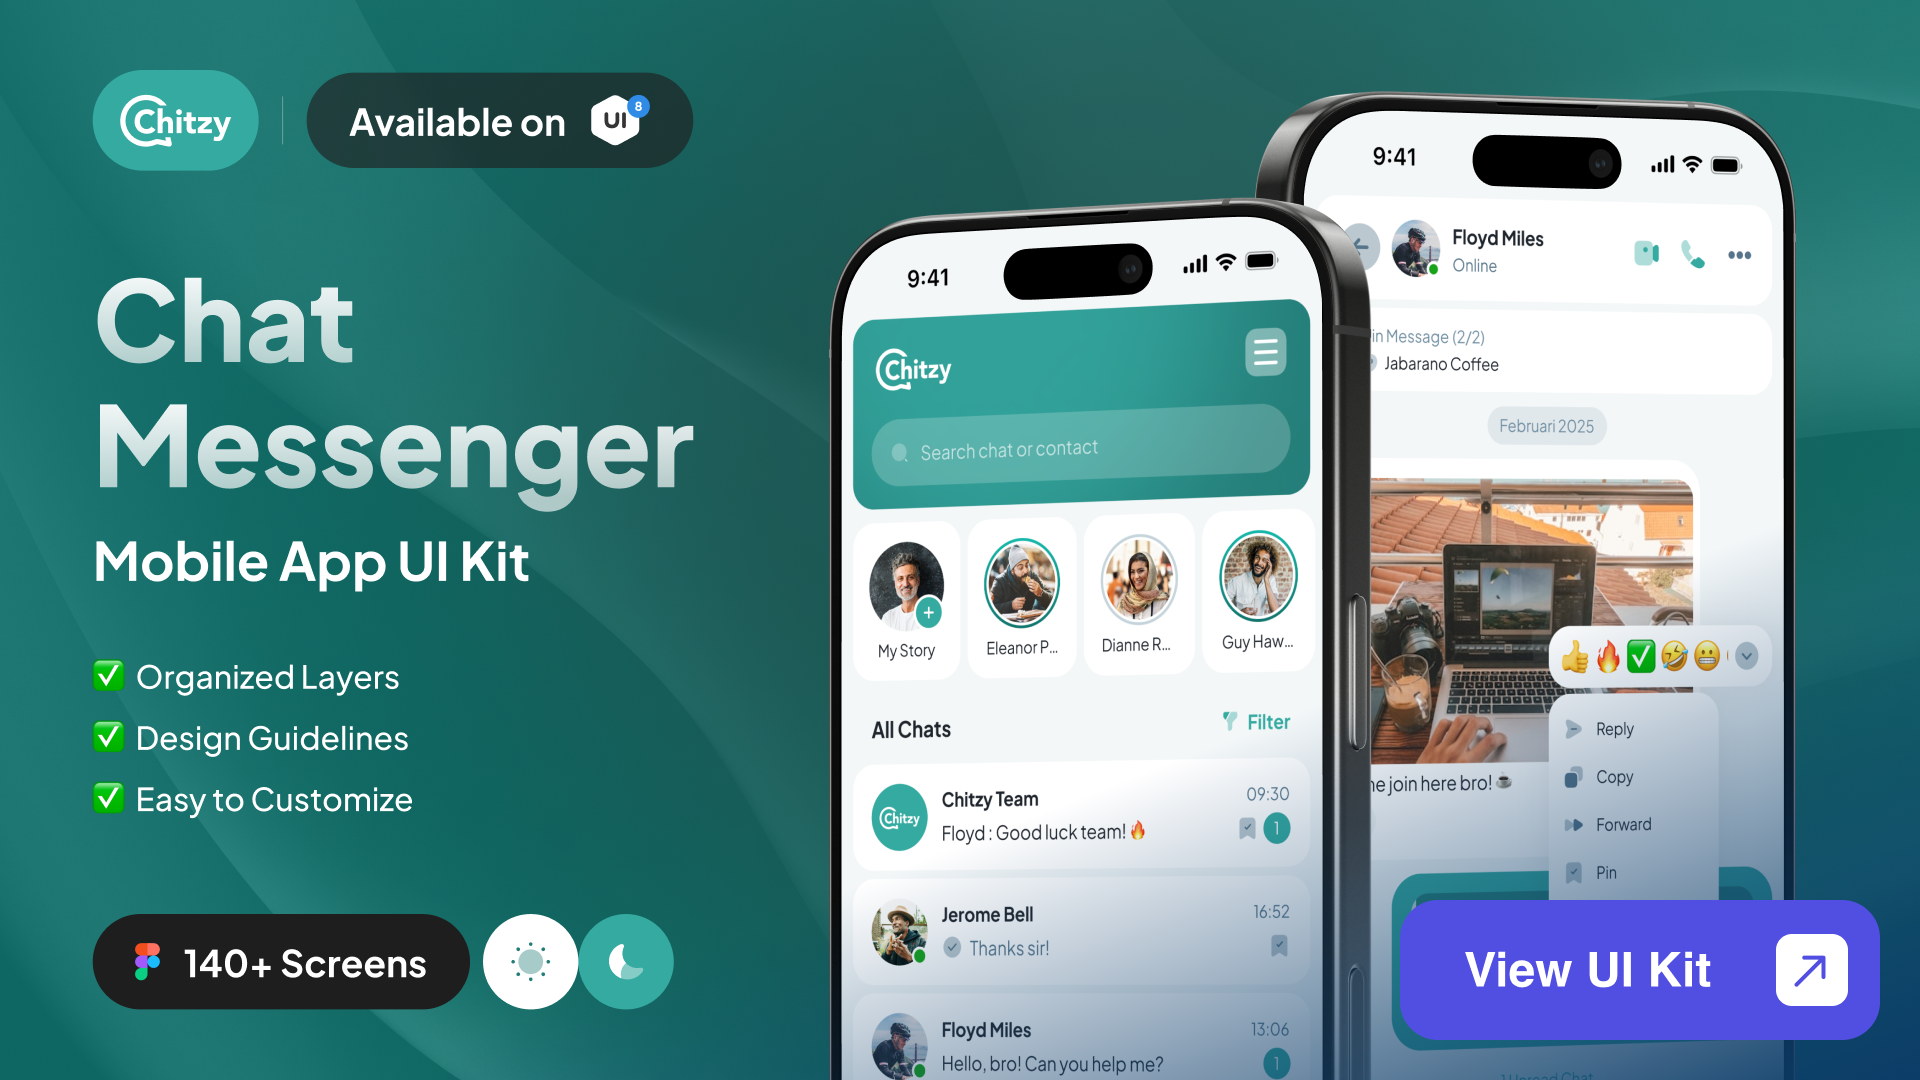 Chitzy
Available on UI 8
Chat
Messenger
Mobile App UI Kit
✅ Organized Layers
✅ Design Guidelines
✅ Easy to Customize
140+ Screens
9:41
Chitzy
Search chat or contact
My Story
Eleanor P...
Dianne R...
Guy Haw...
All Chats
Filter
Chitzy
Chitzy Team
09:30
Floyd : Good luck team! 🔥
1
Jerome Bell
16:52
Thanks sir!
Floyd Miles
13:06
Hello, bro! Can you help me?
1
9:41
Floyd Miles
Online
in Message (2/2)
Jabarano Coffee
Februari 2025
👍 🔥 ✅ 🤣 😬
join here bro! ☕
Reply
Copy
Forward
Pin
View UI Kit